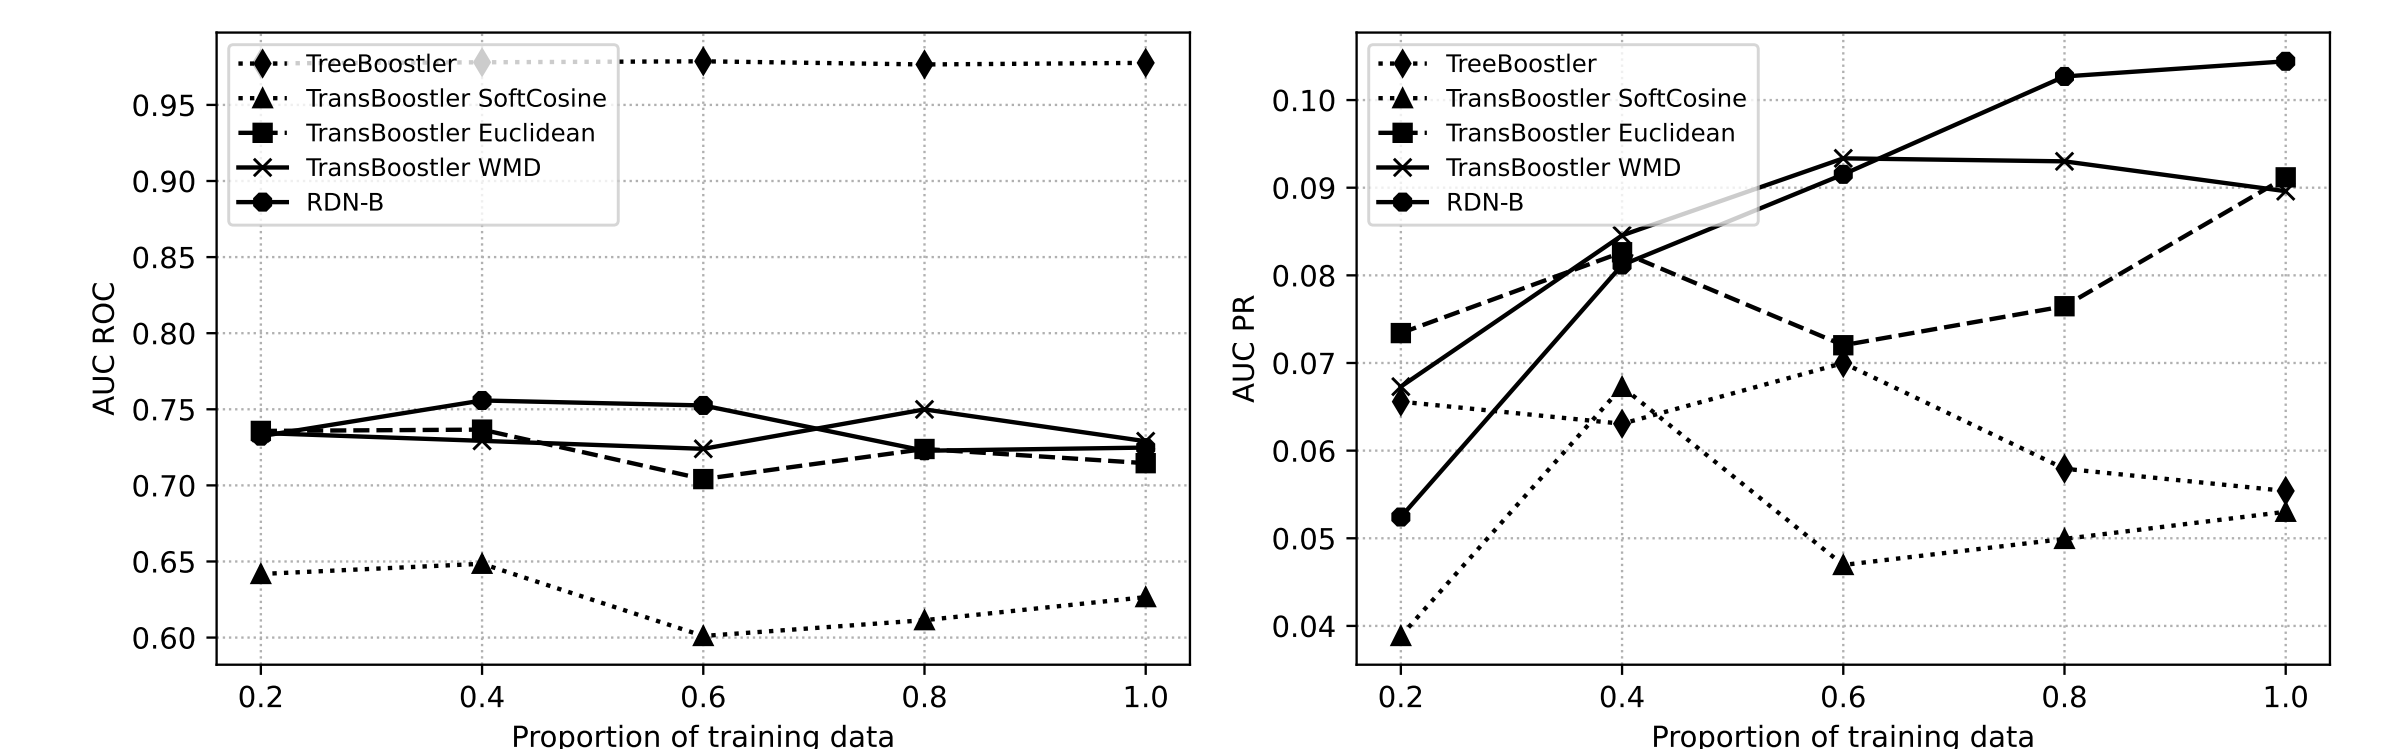 TreeBoostler
TransBoostler SoftCosine
TransBoostler Euclidean
TransBoostler WMD
RDN-B
AUC ROC
0.95
0.90
0.85
0.80
0.75
0.70
0.65
0.60
0.2 0.4 0.6 0.8 1.0
Proportion of training data
TreeBoostler
TransBoostler SoftCosine
TransBoostler Euclidean
TransBoostler WMD
RDN-B
AUC PR
0.10
0.09
0.08
0.07
0.06
0.05
0.04
0.2 0.4 0.6 0.8 1.0
Proportion of training data